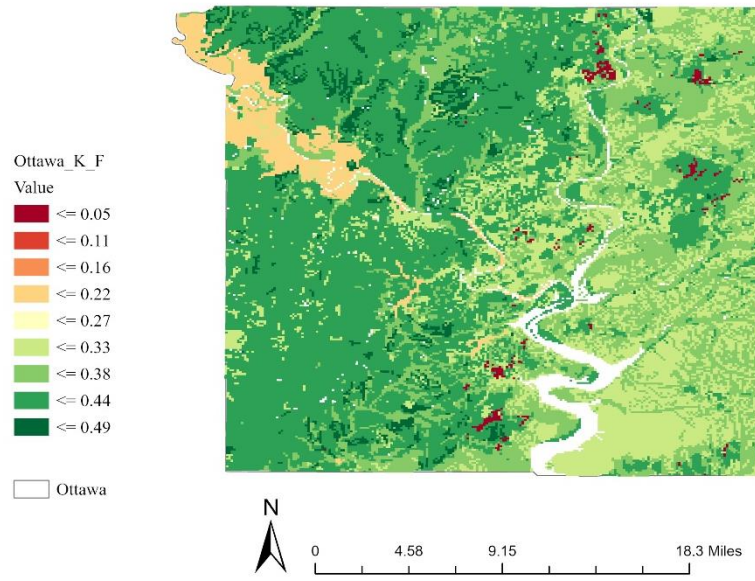 Ottawa_K_F
Value
<= 0.05
<= 0.11
<= 0.16
<= 0.22
<= 0.27
<= 0.33
<= 0.38
<= 0.44
<= 0.49
Ottawa
N
0 4.58 9.15 18.3 Miles